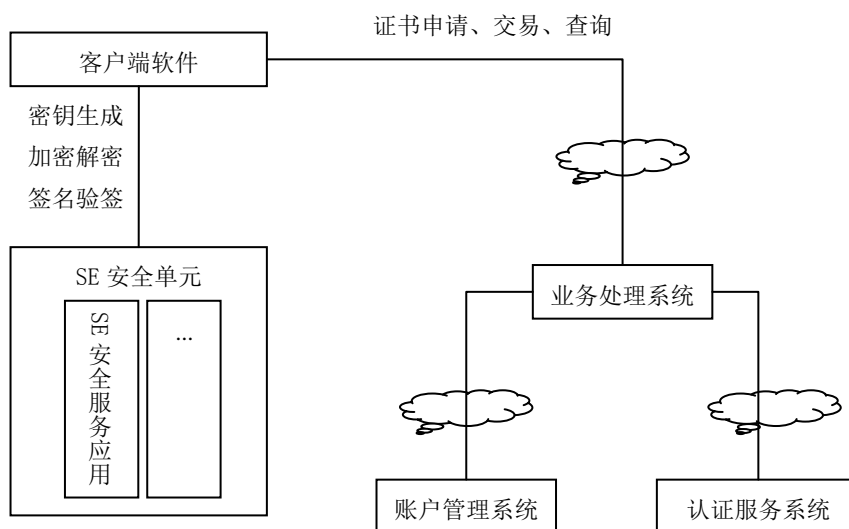 证书申请、交易、查询
客户端软件
密钥生成
加密解密
签名验签
SE 安全单元
SE 安全服务应用
...
业务处理系统
账户管理系统
认证服务系统